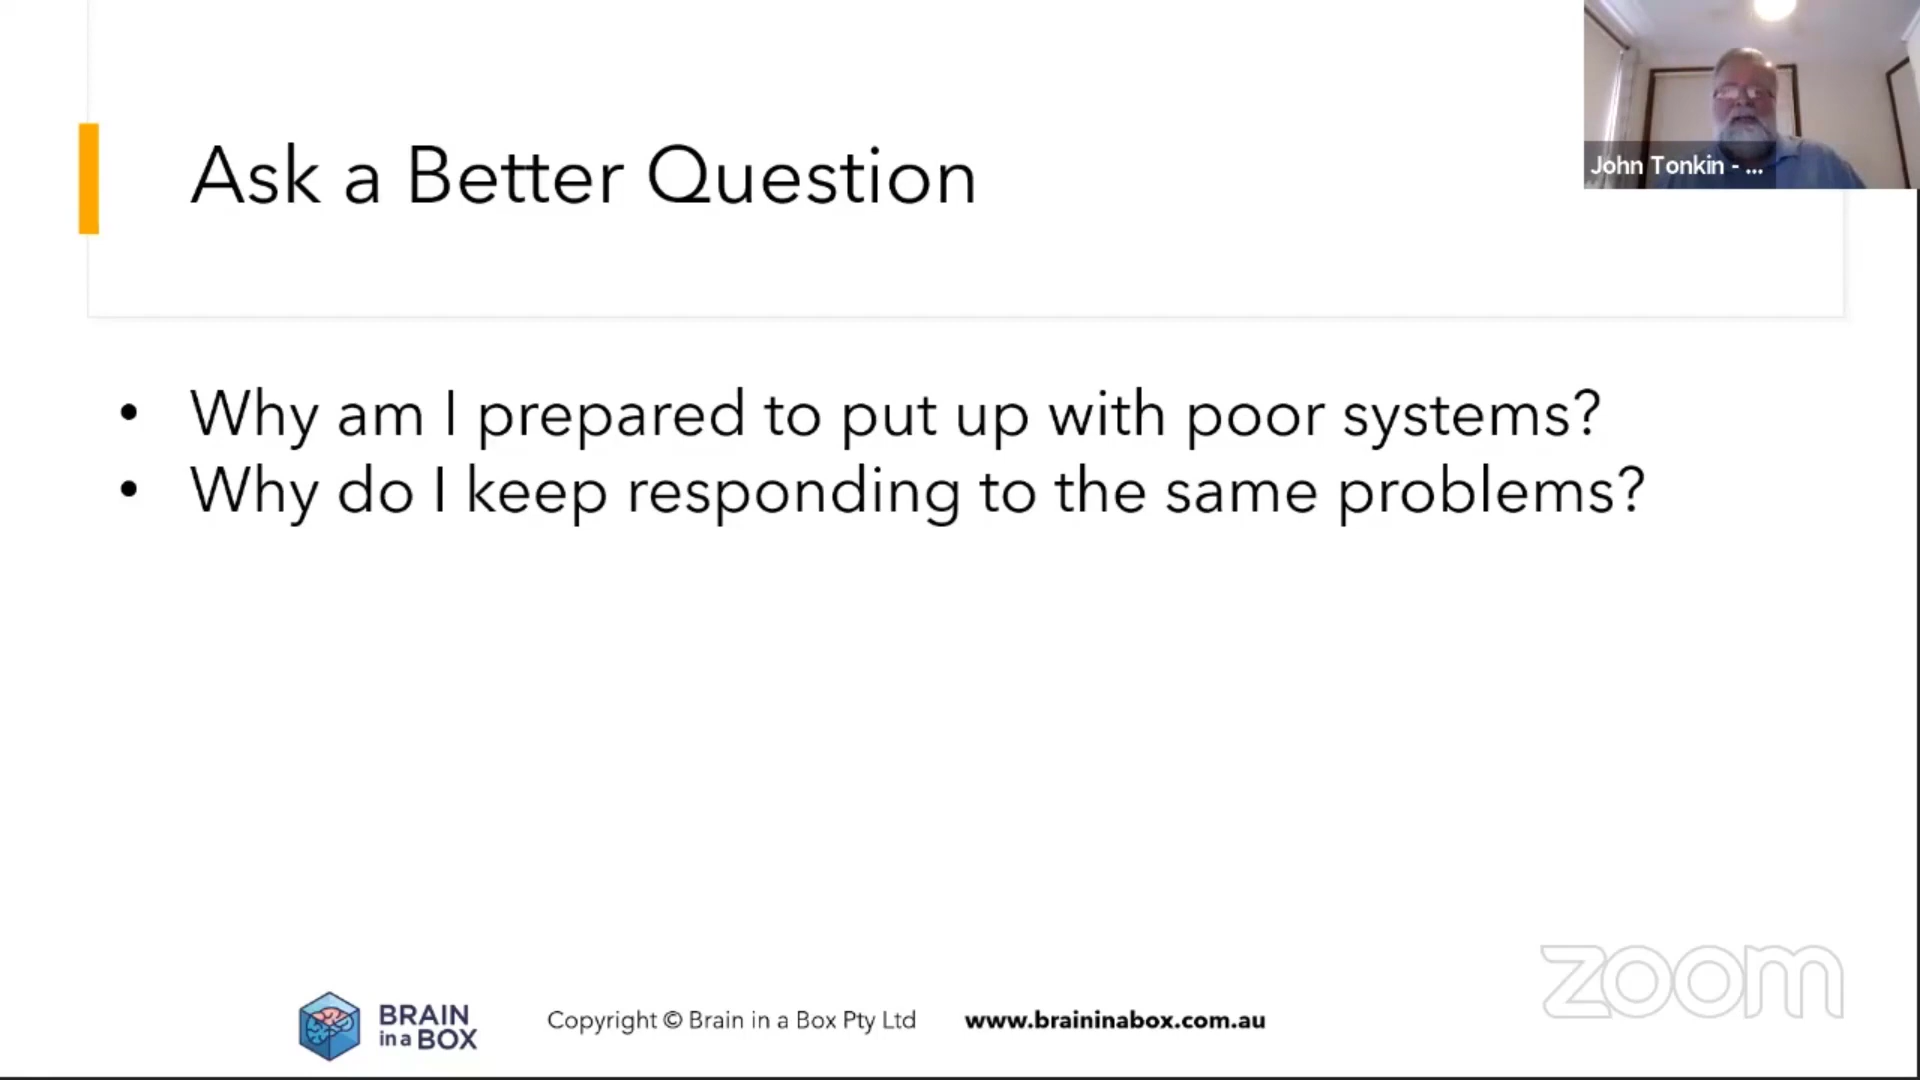 John Tonkin - ...
Ask a Better Question
• Why am I prepared to put up with poor systems?
• Why do I keep responding to the same problems?
zoom
BRAIN
in a BOX
Copyright © Brain in a Box Pty Ltd
www.braininabox.com.au